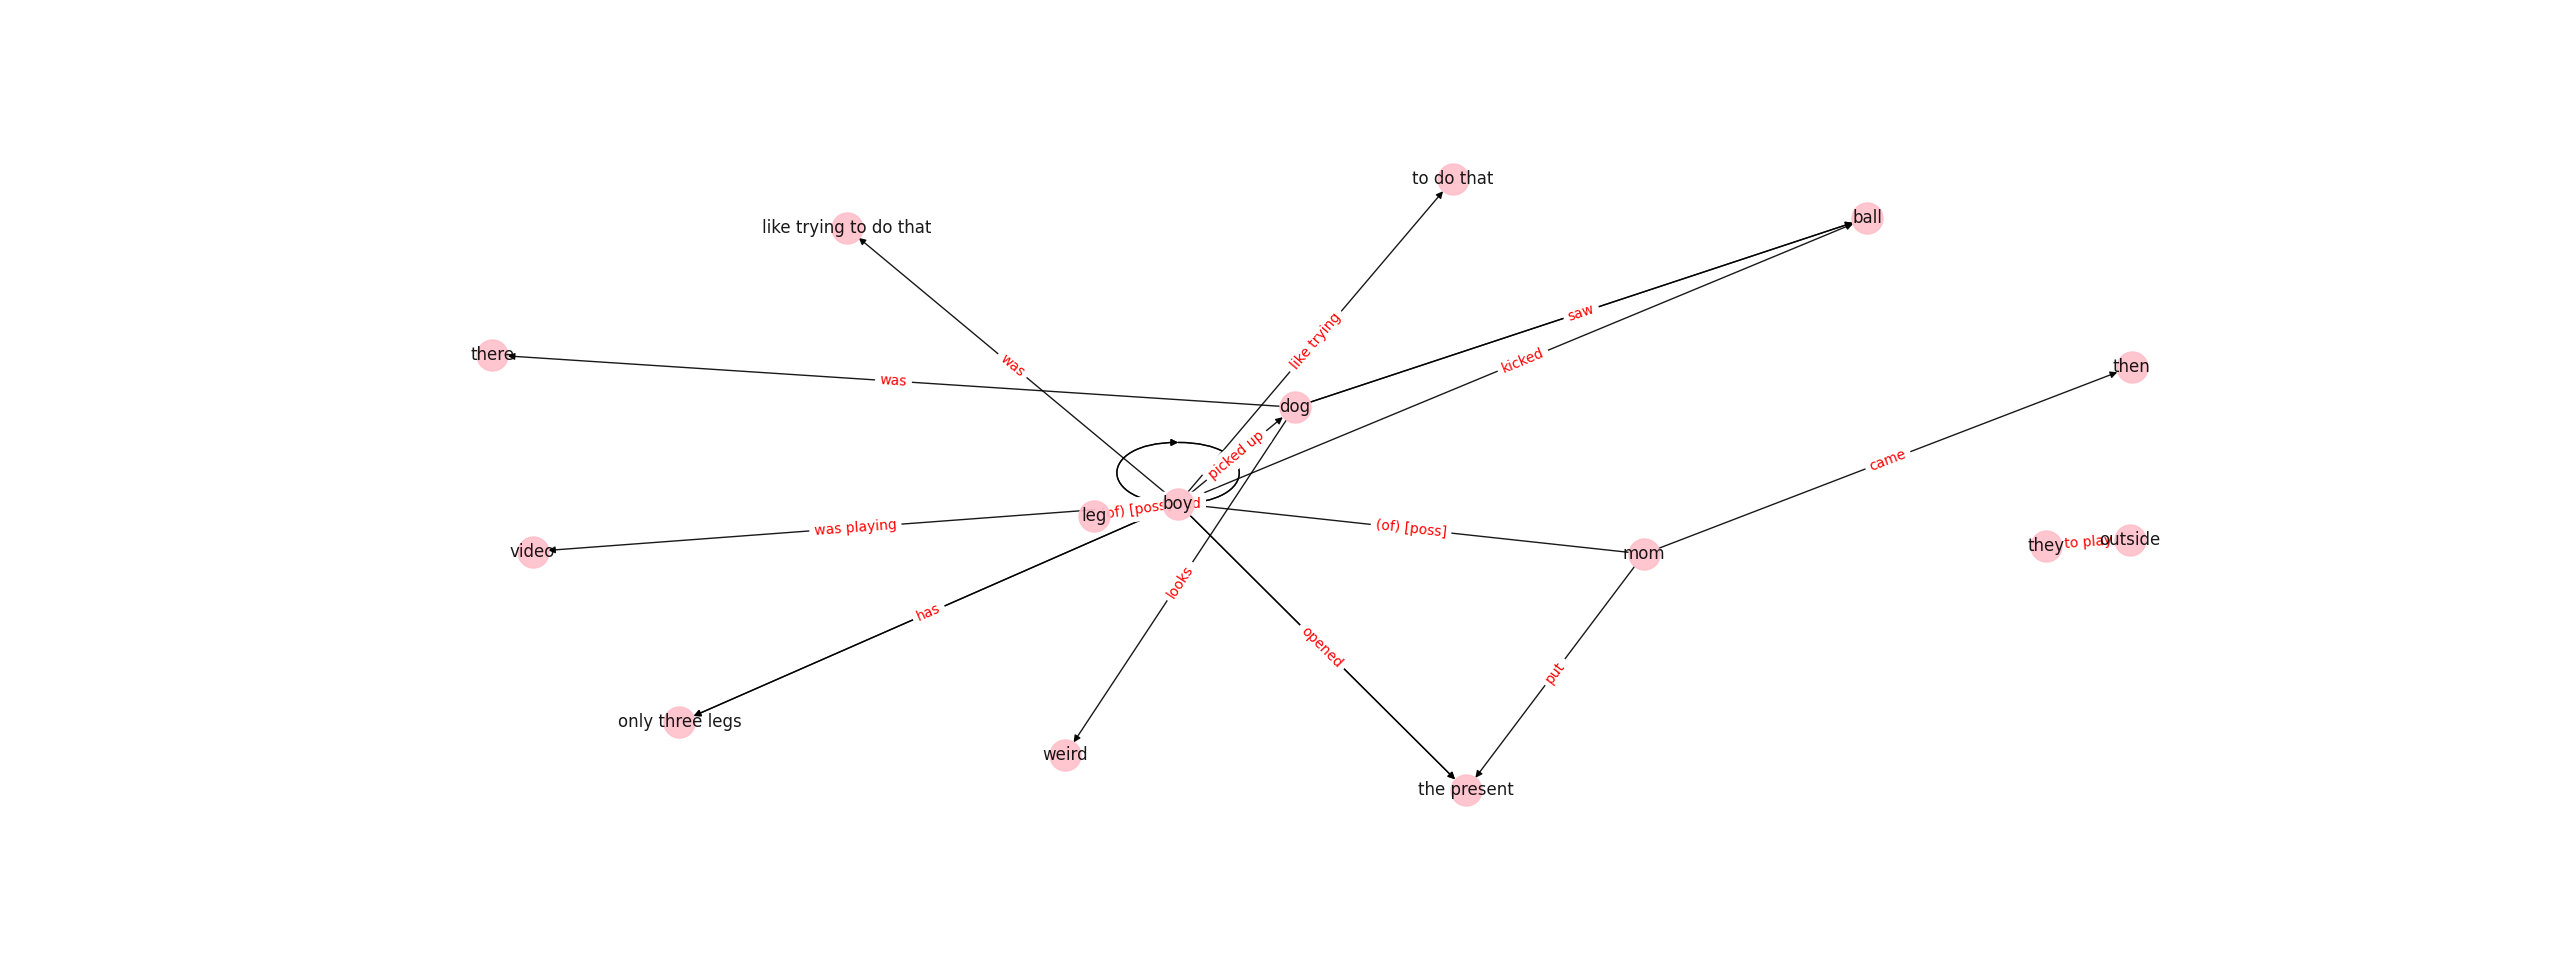 to do that
ball
like trying to do that
saw
like trying
there
was
kicked
then
was
dog
picked up
came
boy
leg
of) [poss
(of) [poss]
was playing
video
mom
they
to play
outside
looks
has
opened
put
only three legs
weird
the present